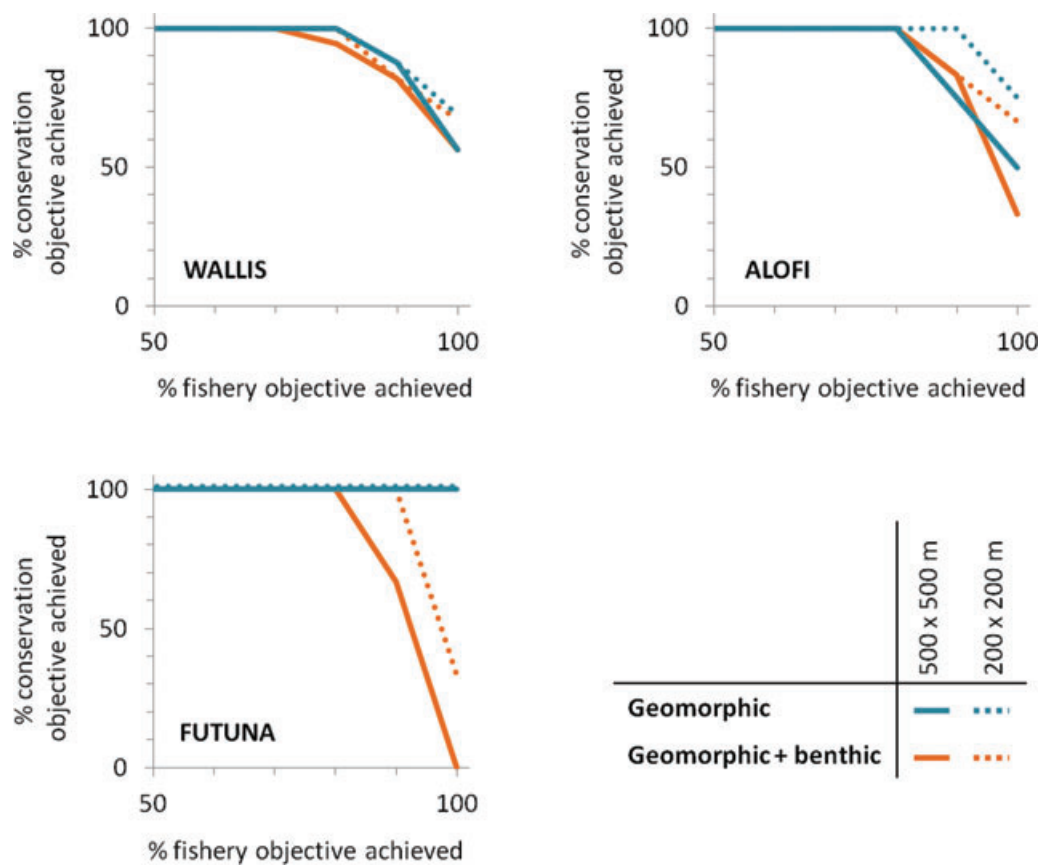 100
50
0
% conservation
objective achieved
WALLIS
50
100
% fishery objective achieved
100
50
0
% conservation
objective achieved
ALOFI
50
100
% fishery objective achieved
100
50
0
% conservation
objective achieved
FUTUNA
50
100
% fishery objective achieved
500 x 500 m
200 x 200 m
Geomorphic
Geomorphic + benthic